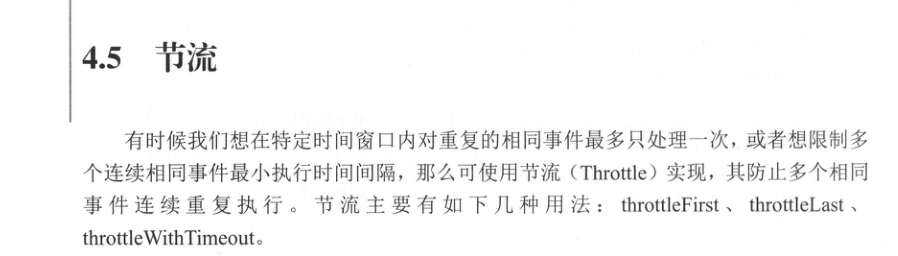 4.5 节流
有时候我们想在特定时间窗口内对重复的相同事件最多只处理一次，或者想限制多
个连续相同事件最小执行时间间隔，那么可使用节流（Throttle）实现，其防止多个相同
事件连续重复执行。节流主要有如下几种用法：throttleFirst、throttleLast、
throttleWithTimeout。